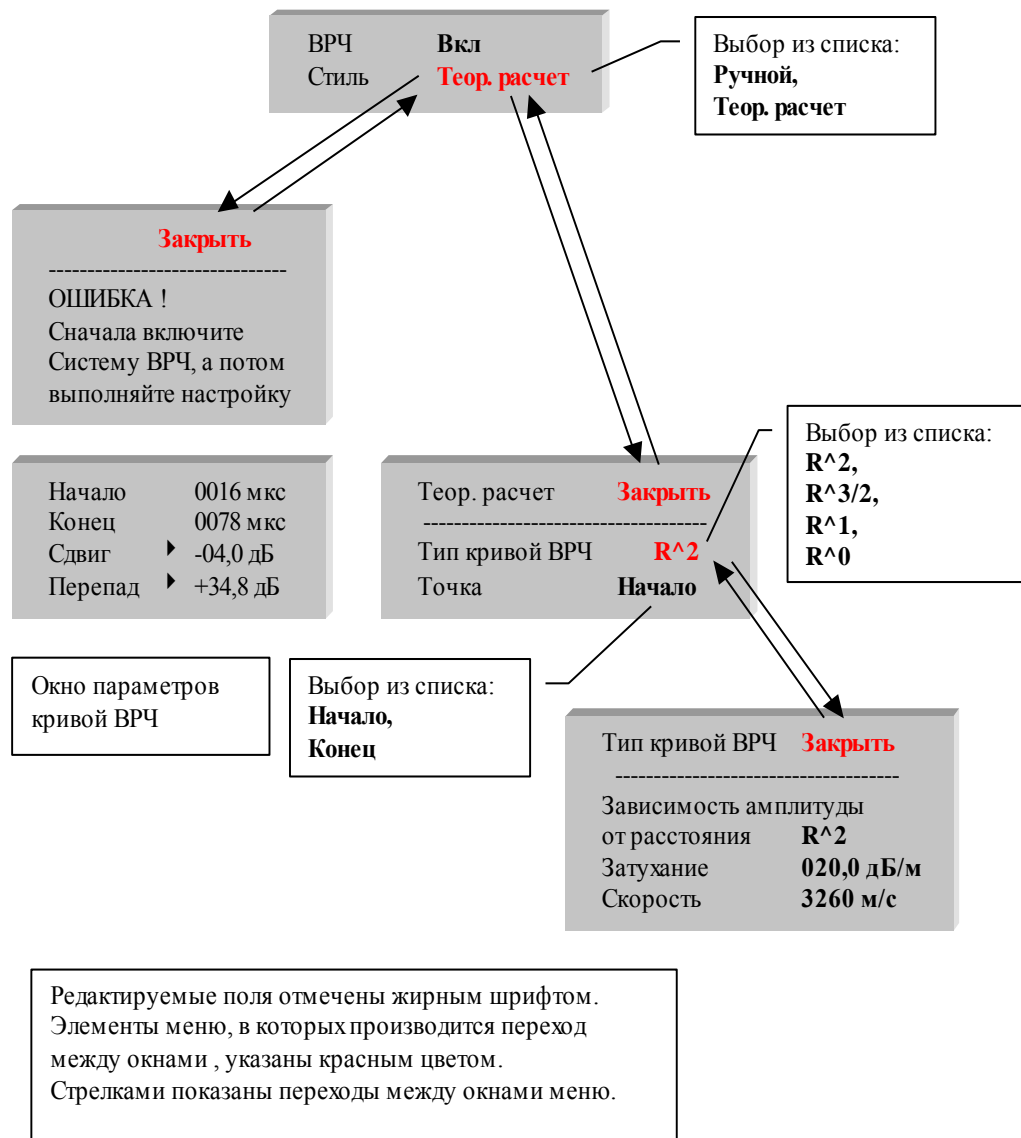 ВРЧ Вкл
Стиль Теор. расчет
Выбор из списка:
Ручной,
Теор. расчет
Закрыть
-------------------------------
ОШИБКА !
Сначала включите
Систему ВРЧ, а потом
выполняйте настройку
Начало 0016 мкс
Конец 0078 мкс
Сдвиг -04,0 дБ
Перепад +34,8 дБ
Окно параметров
кривой ВРЧ
Теор. расчет Закрыть
-------------------------------------
Тип кривой ВРЧ R^2
Точка Начало
Выбор из списка:
R^2,
R^3/2,
R^1,
R^0
Выбор из списка:
Начало,
Конец
Тип кривой ВРЧ Закрыть
-------------------------------------
Зависимость амплитуды
от расстояния R^2
Затухание 020,0 дБ/м
Скорость 3260 м/с
Редактируемые поля отмечены жирным шрифтом.
Элементы меню, в которых производится переход
между окнами , указаны красным цветом.
Стрелками показаны переходы между окнами меню.